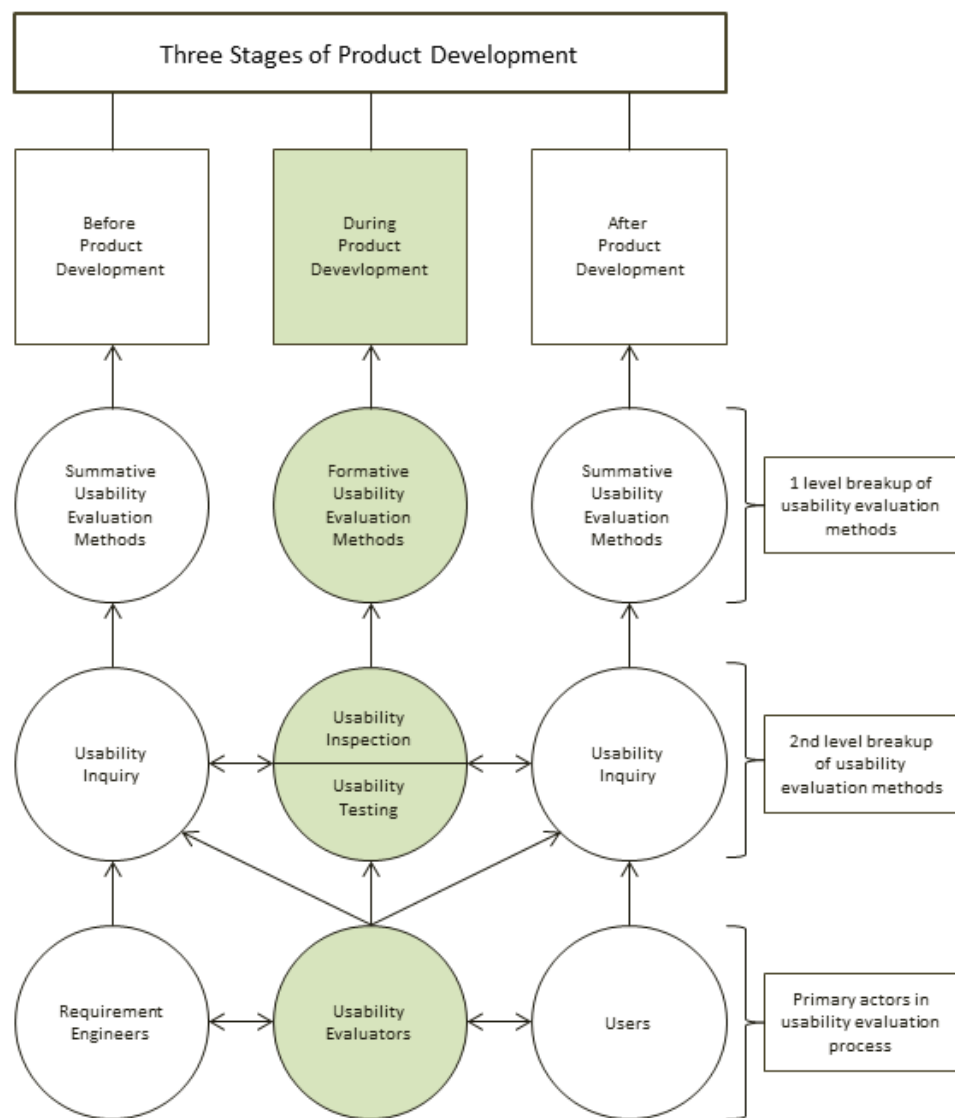 Three Stages of Product Development
Before
Product
Development
During
Product
Devevlopment
After
Product
Development
Summative
Usability
Evaluation
Methods
Formative
Usability
Evaluation
Methods
Summative
Usability
Evaluation
Methods
1 level breakup of
usability evaluation
methods
Usability
Inquiry
Usability
Inspection
Usability
Testing
Usability
Inquiry
2nd level breakup
of usability
evaluation methods
Requirement
Engineers
Usability
Evaluators
Users
Primary actors in
usability evaluation
process